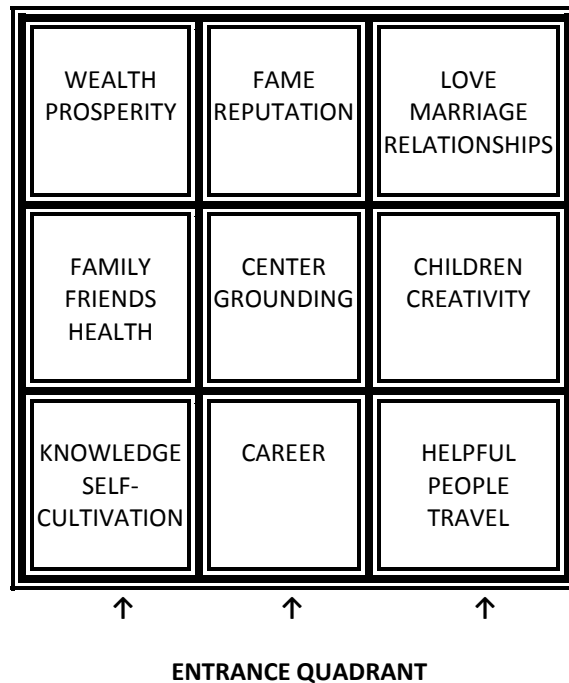 WEALTH
PROSPERITY
FAME
REPUTATION
LOVE
MARRIAGE
RELATIONSHIPS
FAMILY
FRIENDS
HEALTH
CENTER
GROUNDING
CHILDREN
CREATIVITY
KNOWLEDGE
SELF-
CULTIVATION
CAREER
HELPFUL
PEOPLE
TRAVEL
↑ ↑ ↑
ENTRANCE QUADRANT